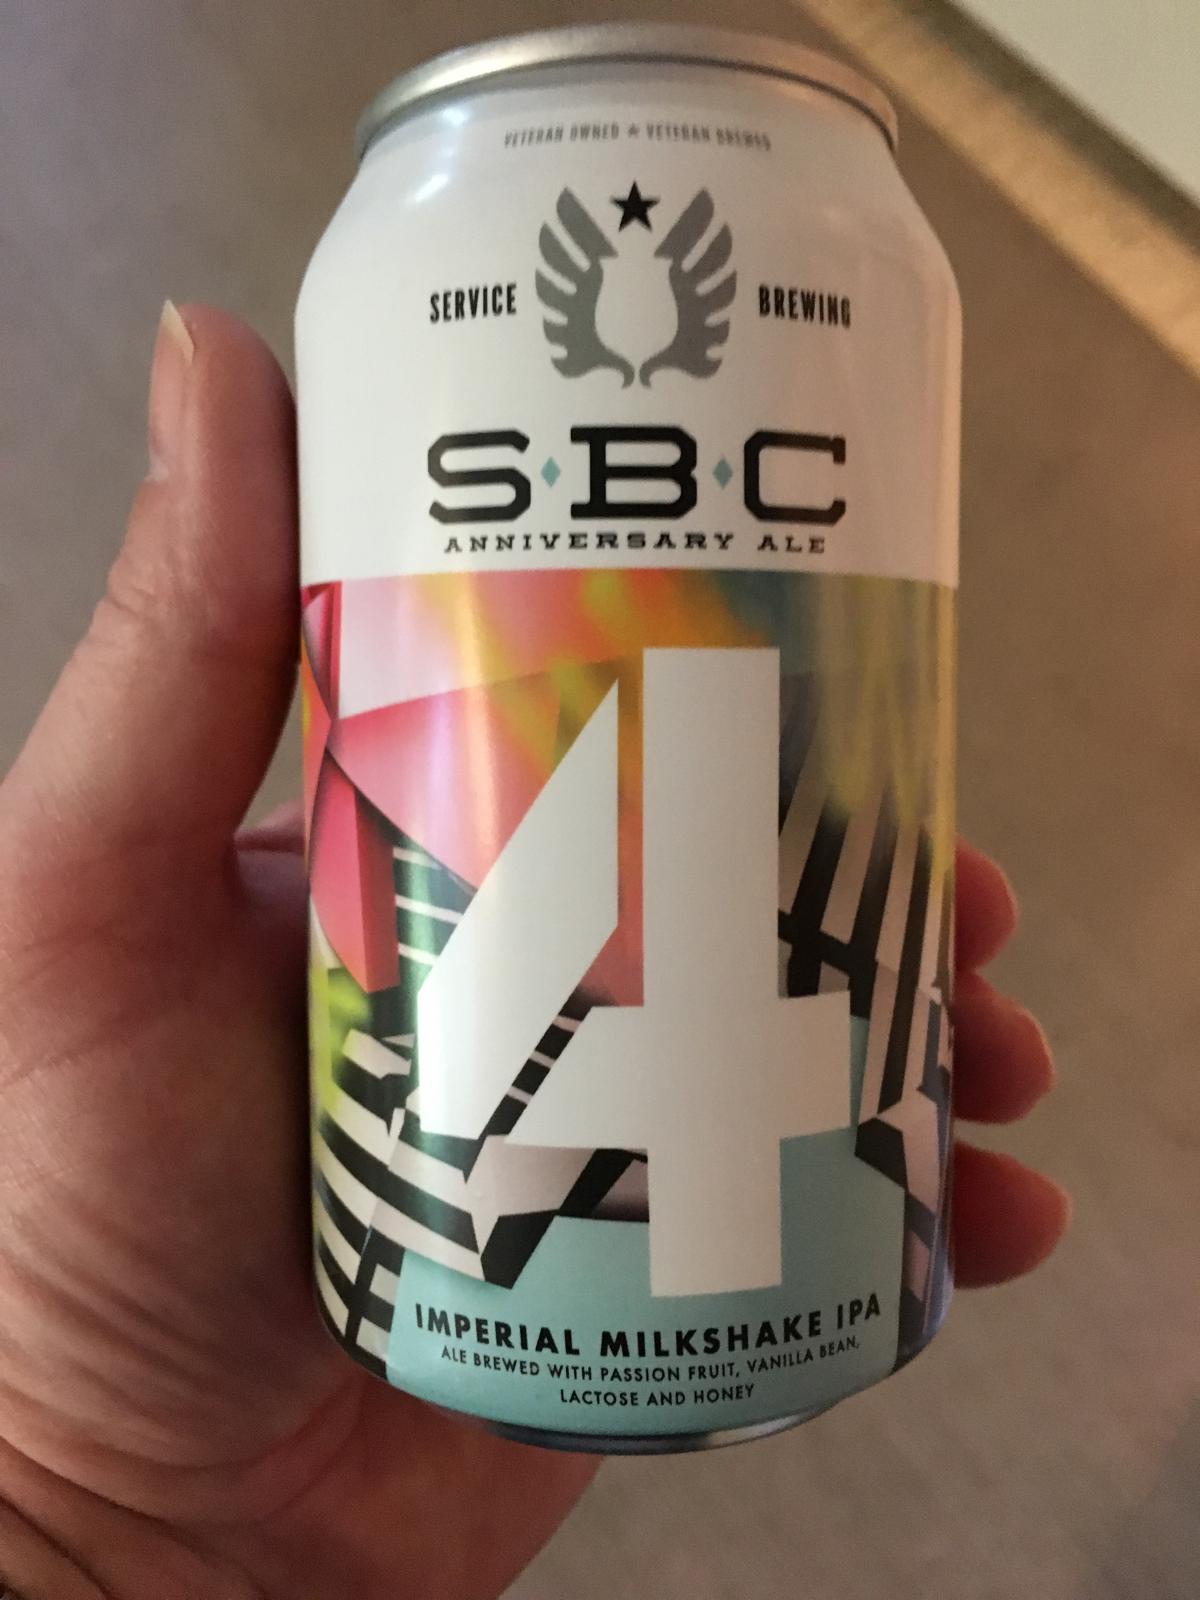 VETERAN OWNED ★ VETERAN BREWED
SERVICE BREWING
S·B·C
ANNIVERSARY ALE
4
IMPERIAL MILKSHAKE IPA
ALE BREWED WITH PASSION FRUIT, VANILLA BEAN,
LACTOSE AND HONEY